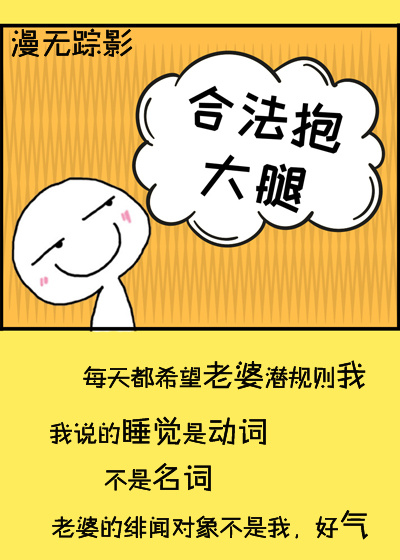 漫无踪影
合法抱
大腿
每天都希望老婆潜规则我
我说的睡觉是动词
不是名词
老婆的绯闻对象不是我，好气